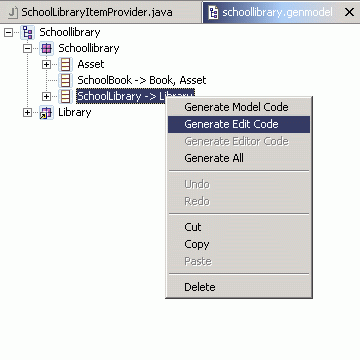 SchoolLibraryItemProvider.java
schoollibrary.genmodel
Schoollibrary
Schoollibrary
Asset
SchoolBook -> Book, Asset
SchoolLibrary -> Library
Library
Generate Model Code
Generate Edit Code
Generate Editor Code
Generate All
Undo
Redo
Cut
Copy
Paste
Delete